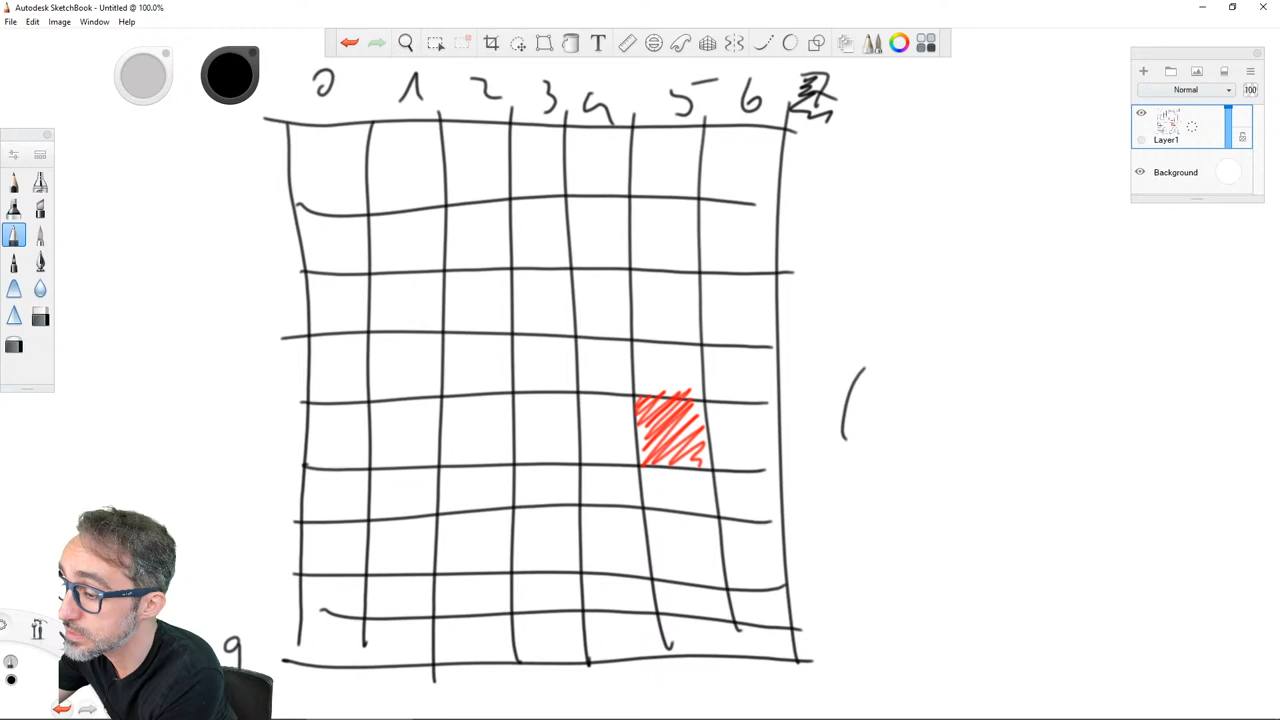 Autodesk SketchBook - Untitled @ 100.0%
File Edit Image Window Help
T
Normal 100
0 1 2 3 4 5 6
Layer1
Background
(
9